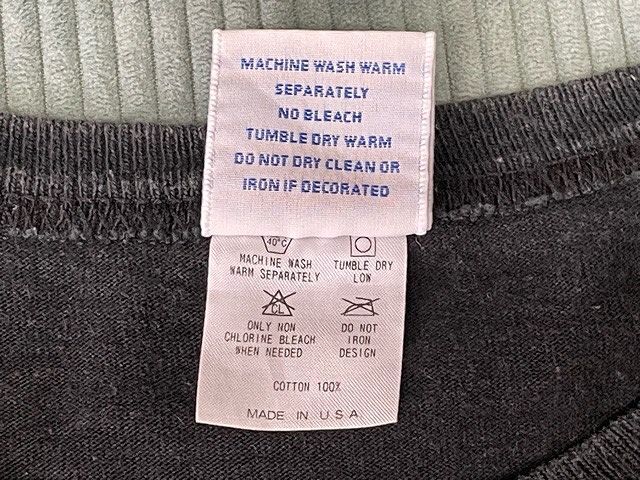 MACHINE WASH WARM
SEPARATELY
NO BLEACH
TUMBLE DRY WARM
DO NOT DRY CLEAN OR
IRON IF DECORATED
40°C
MACHINE WASH
WARM SEPARATELY
TUMBLE DRY
LOW
CL
ONLY NON
CHLORINE BLEACH
WHEN NEEDED
DO NOT
IRON
DESIGN
COTTON 100%
MADE IN U.S.A.